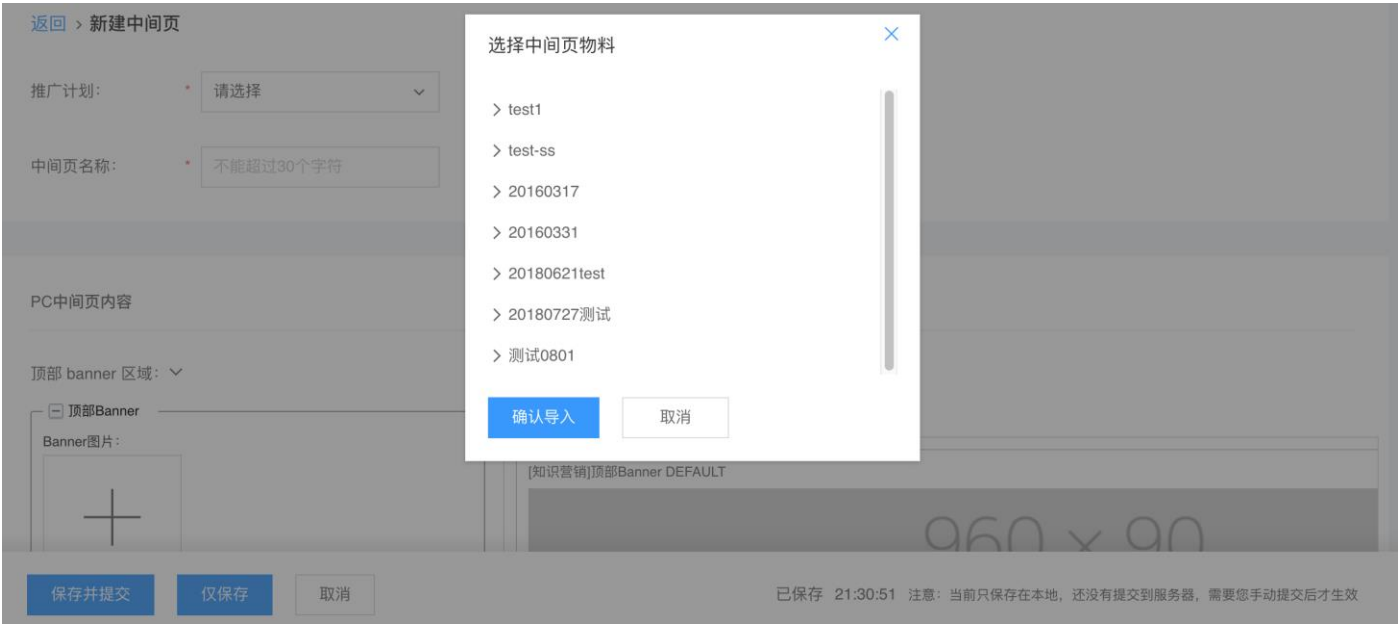 返回 > 新建中间页
推广计划： * 请选择
中间页名称： * 不能超过30个字符
PC中间页内容
顶部 banner 区域：
顶部Banner
Banner图片：
选择中间页物料
test1
test-ss
20160317
20160331
20180621test
20180727测试
测试0801
确认导入 取消
[知识营销]顶部Banner DEFAULT
960 × 90
保存并提交 仅保存 取消 已保存 21:30:51 注意：当前只保存在本地，还没有提交到服务器，需要您手动提交后才生效